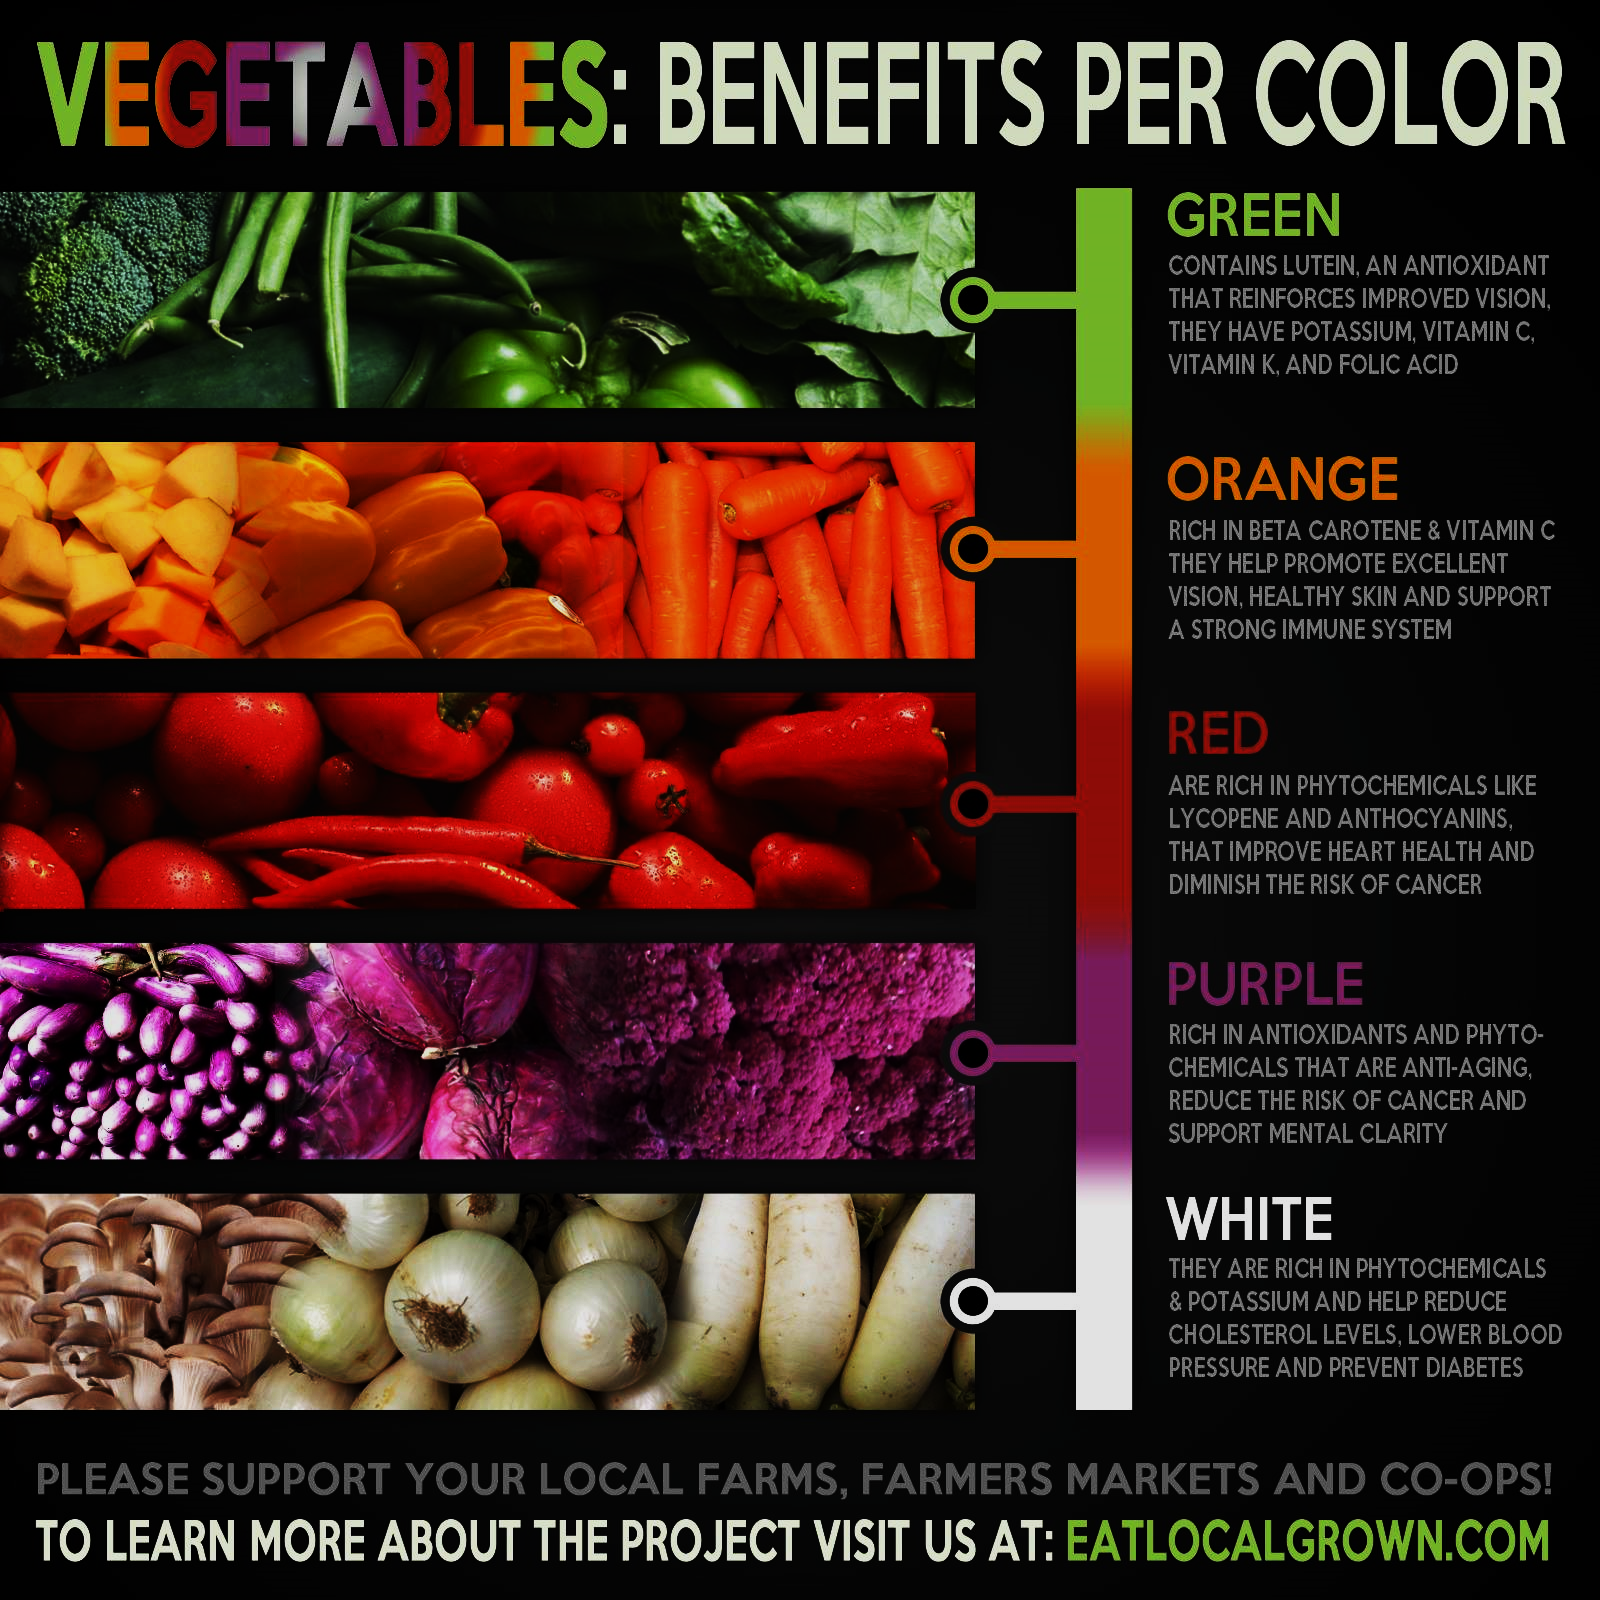 VEGETABLES: BENEFITS PER COLOR
GREEN
CONTAINS LUTEIN, AN ANTIOXIDANT
THAT REINFORCES IMPROVED VISION,
THEY HAVE POTASSIUM, VITAMIN C,
VITAMIN K, AND FOLIC ACID
ORANGE
RICH IN BETA CAROTENE & VITAMIN C
THEY HELP PROMOTE EXCELLENT
VISION, HEALTHY SKIN AND SUPPORT
A STRONG IMMUNE SYSTEM
RED
ARE RICH IN PHYTOCHEMICALS LIKE
LYCOPENE AND ANTHOCYANINS,
THAT IMPROVE HEART HEALTH AND
DIMINISH THE RISK OF CANCER
PURPLE
RICH IN ANTIOXIDANTS AND PHYTO-
CHEMICALS THAT ARE ANTI-AGING,
REDUCE THE RISK OF CANCER AND
SUPPORT MENTAL CLARITY
WHITE
THEY ARE RICH IN PHYTOCHEMICALS
& POTASSIUM AND HELP REDUCE
CHOLESTEROL LEVELS, LOWER BLOOD
PRESSURE AND PREVENT DIABETES
PLEASE SUPPORT YOUR LOCAL FARMS, FARMERS MARKETS AND CO-OPS!
TO LEARN MORE ABOUT THE PROJECT VISIT US AT: EATLOCALGROWN.COM